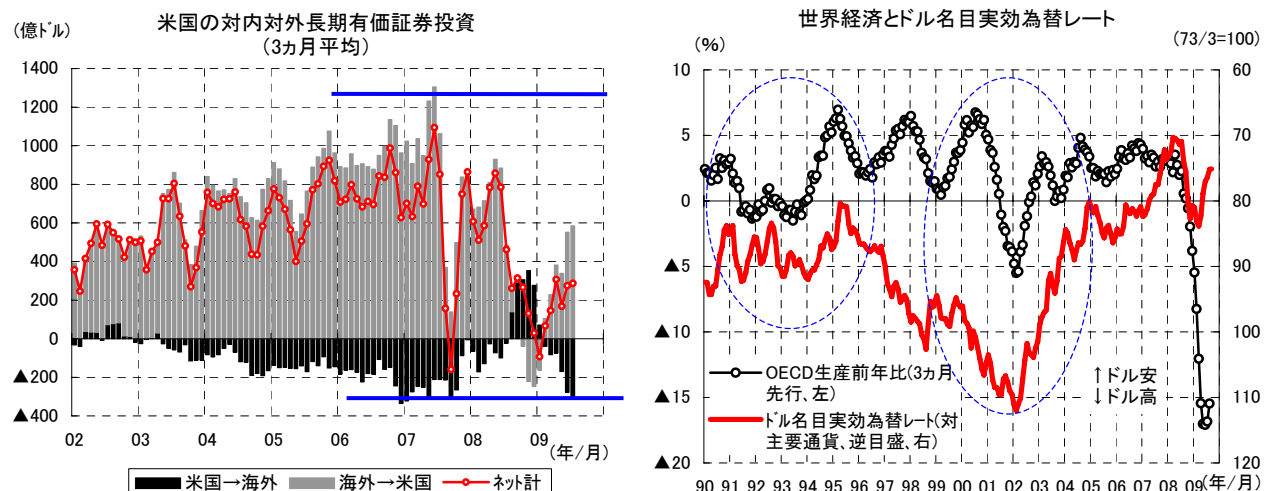 米国の対内対外長期有価証券投資
(3ヵ月平均)
(億ドル)
1400
1200
1000
800
600
400
200
0
▲ 200
▲ 400
02 03 04 05 06 07 08 09
(年/月)
米国→海外 海外→米国 ネット計
世界経済とドル名目実効為替レート
(%)
(73/3=100)
10
5
0
▲ 5
▲ 10
▲ 15
▲ 20
60
70
80
90
100
110
120
OECD生産前年比(3ヵ月
先行、左)
ドル名目実効為替レート(対
主要通貨、逆目盛、右)
↑ドル安
↓ドル高
90 91 92 93 94 95 96 97 98 99 00 01 02 03 04 05 06 07 08 09
(年/月)